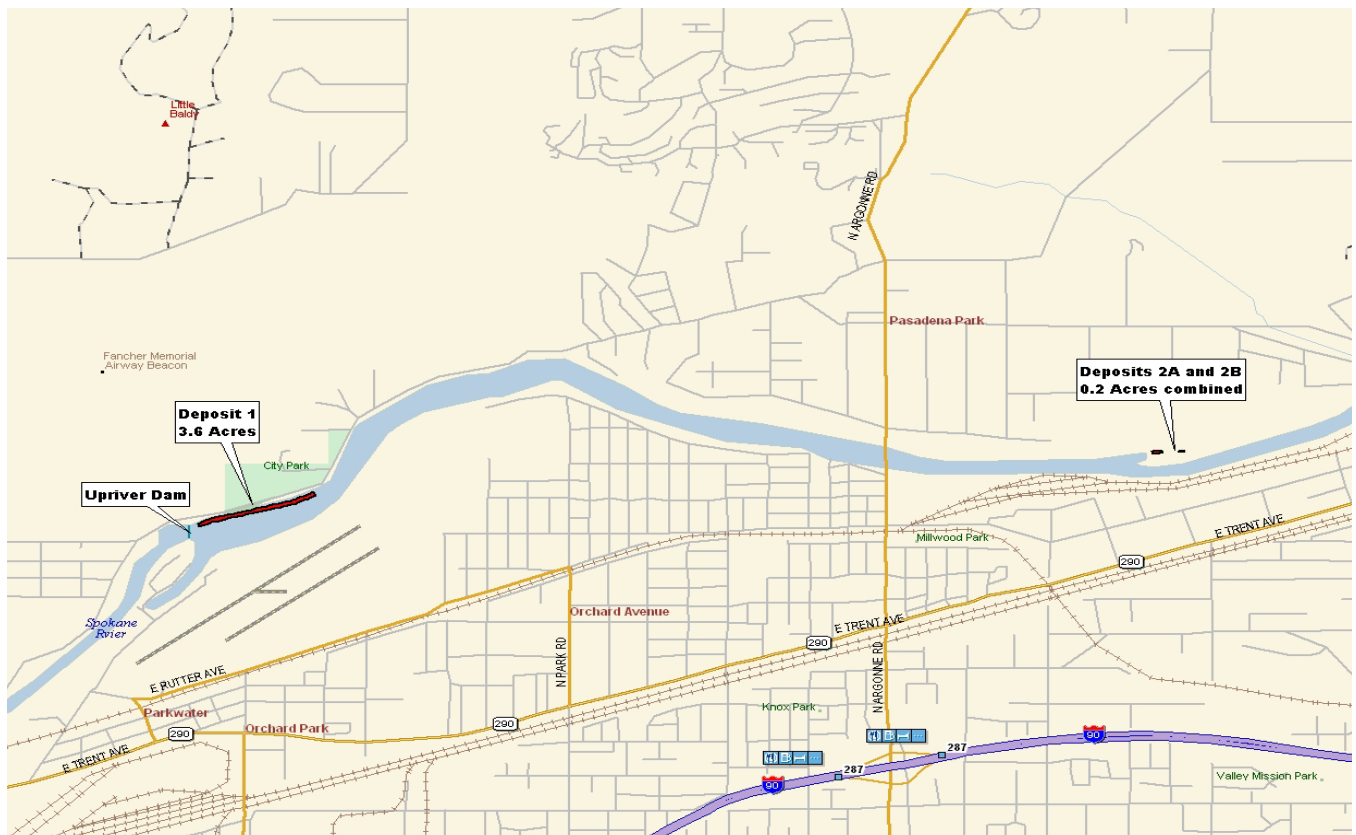 Little
Baldy
N ARGONNE RD
Pasadena Park
Fancher Memorial
Airway Beacon
Deposits 2A and 2B
0.2 Acres combined
Deposit 1
3.6 Acres
City Park
Upriver Dam
E TRENT AVE
Millwood Park
290
Spokane
Rvier
Orchard Avenue
E TRENT AVE
290
N PARK RD
N ARGONNE RD
E RUTTER AVE
Parkwater
Knox Park
290
Orchard Park
290
E TRENT AVE
90
287
287
90
Valley Mission Park